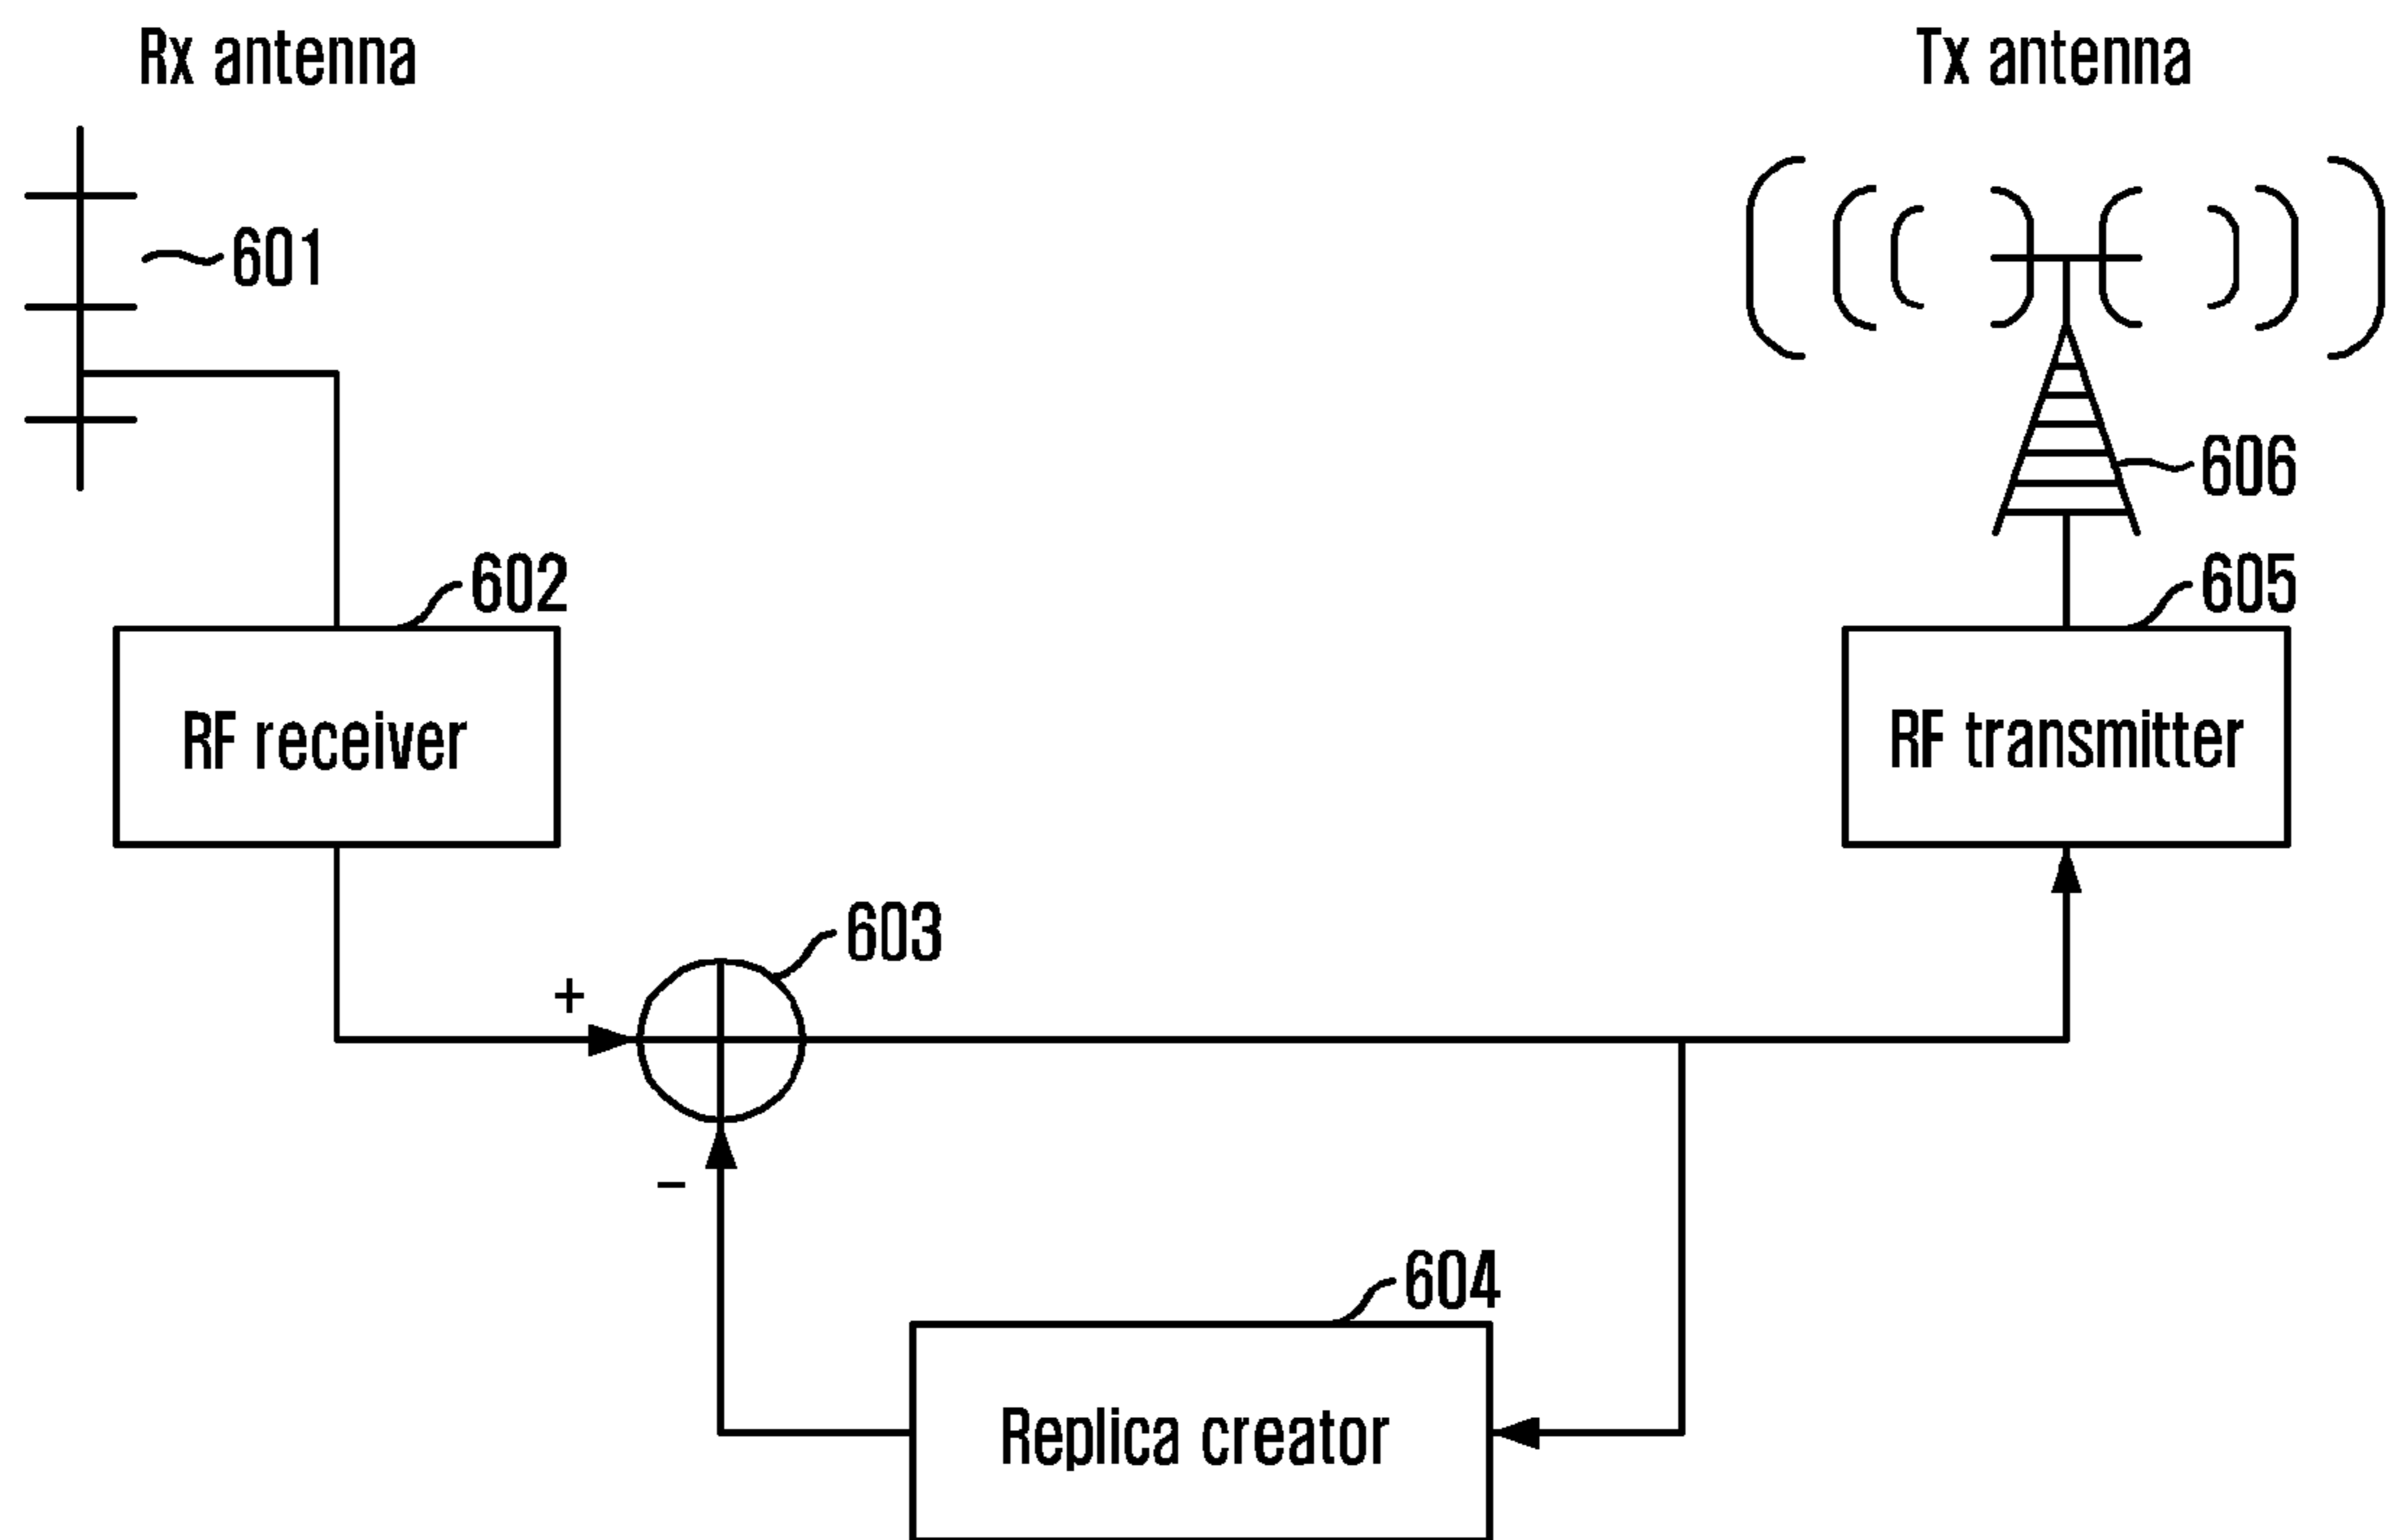 Rx antenna
Tx antenna
601
606
602
605
RF receiver
RF transmitter
603
+
−
604
Replica creator